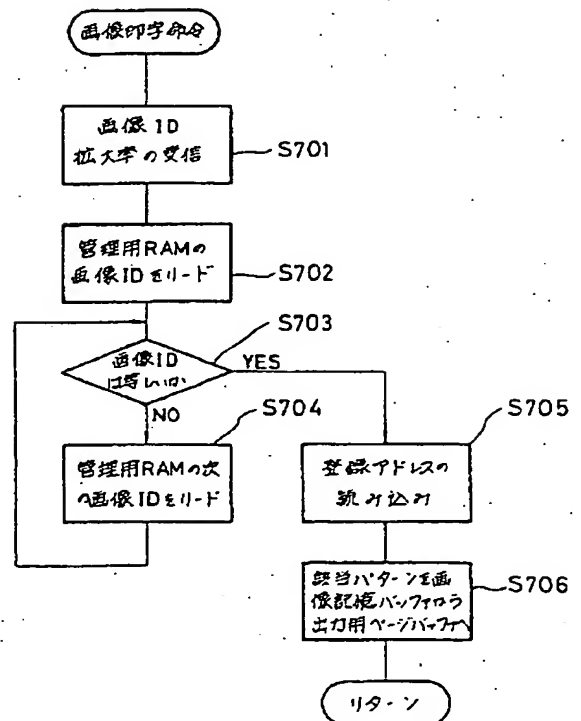 画像印字命令
画像ID
拡大率の受信
S701
管理用RAMの
画像IDをリード
S702
S703
画像ID
は等しいか
YES
NO
S704
管理用RAMの次
の画像IDをリード
S705
登録アドレスの
読み込み
S706
該当パターンを画
像記憶バッファから
出力用ページバッファへ
リターン